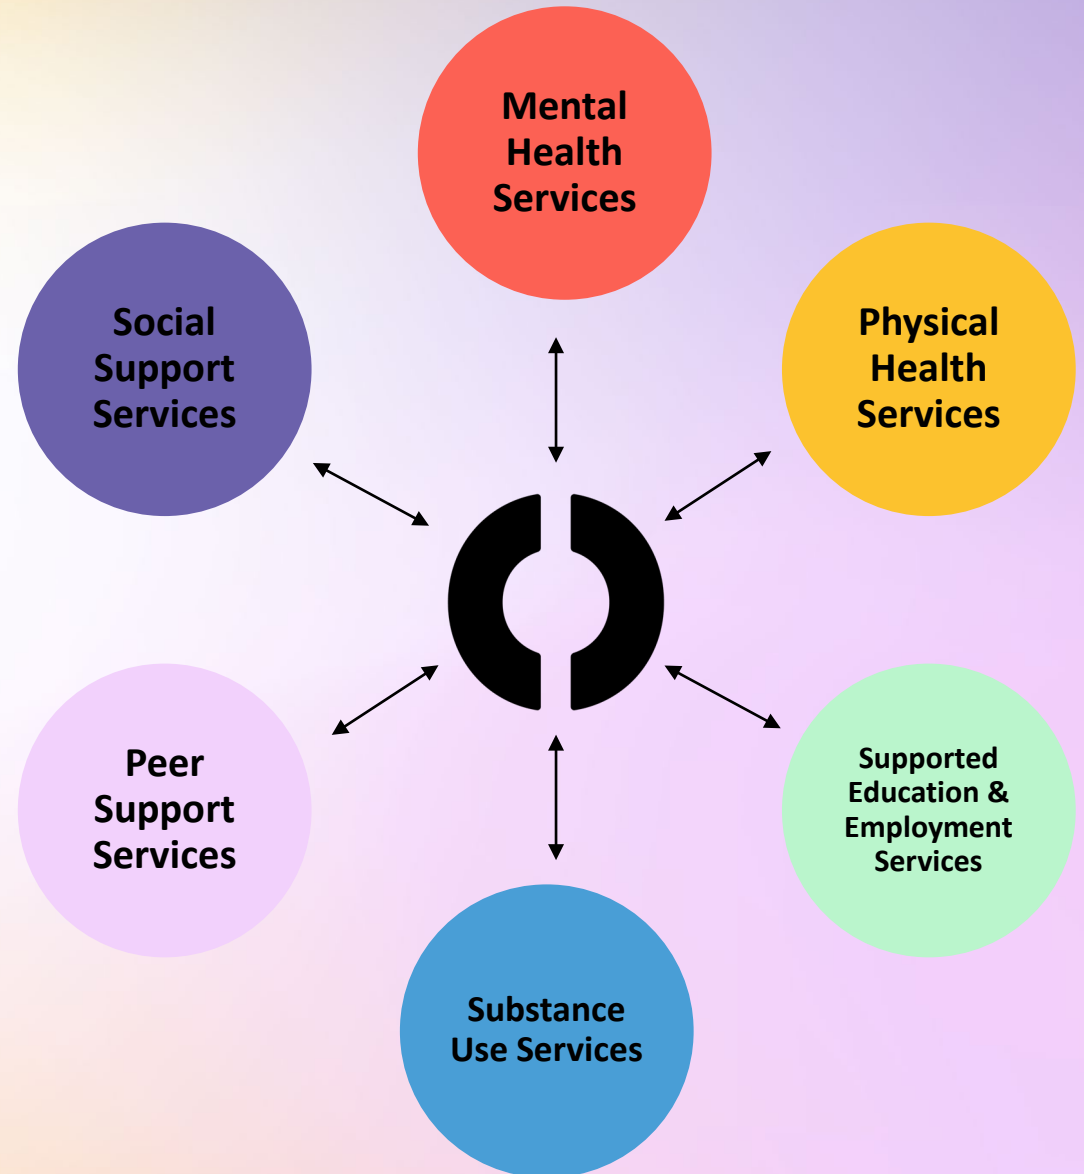 Mental
Health
Services
Social
Support
Services
Physical
Health
Services
Peer
Support
Services
Supported
Education &
Employment
Services
Substance
Use Services